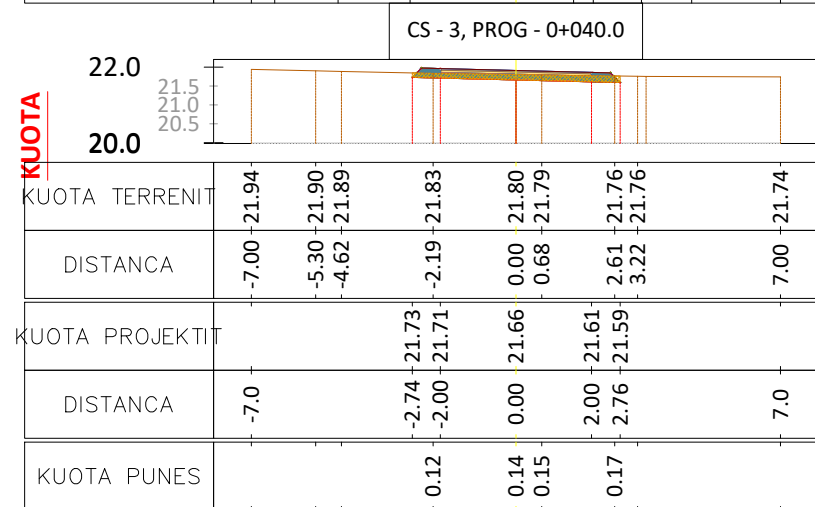 CS - 3, PROG - 0+040.0
KUOTA
22.0
21.5
21.0
20.5
20.0
KUOTA TERRENIT 21.94 21.90 21.89 21.83 21.80 21.79 21.76 21.76 21.74
DISTANCA -7.00 -5.30 -4.62 -2.19 0.00 0.68 2.61 3.22 7.00
KUOTA PROJEKTIT 21.73 21.71 21.66 21.61 21.59
DISTANCA -7.0 -2.74 -2.00 0.00 2.00 2.76 7.0
KUOTA PUNES 0.12 0.14 0.15 0.17